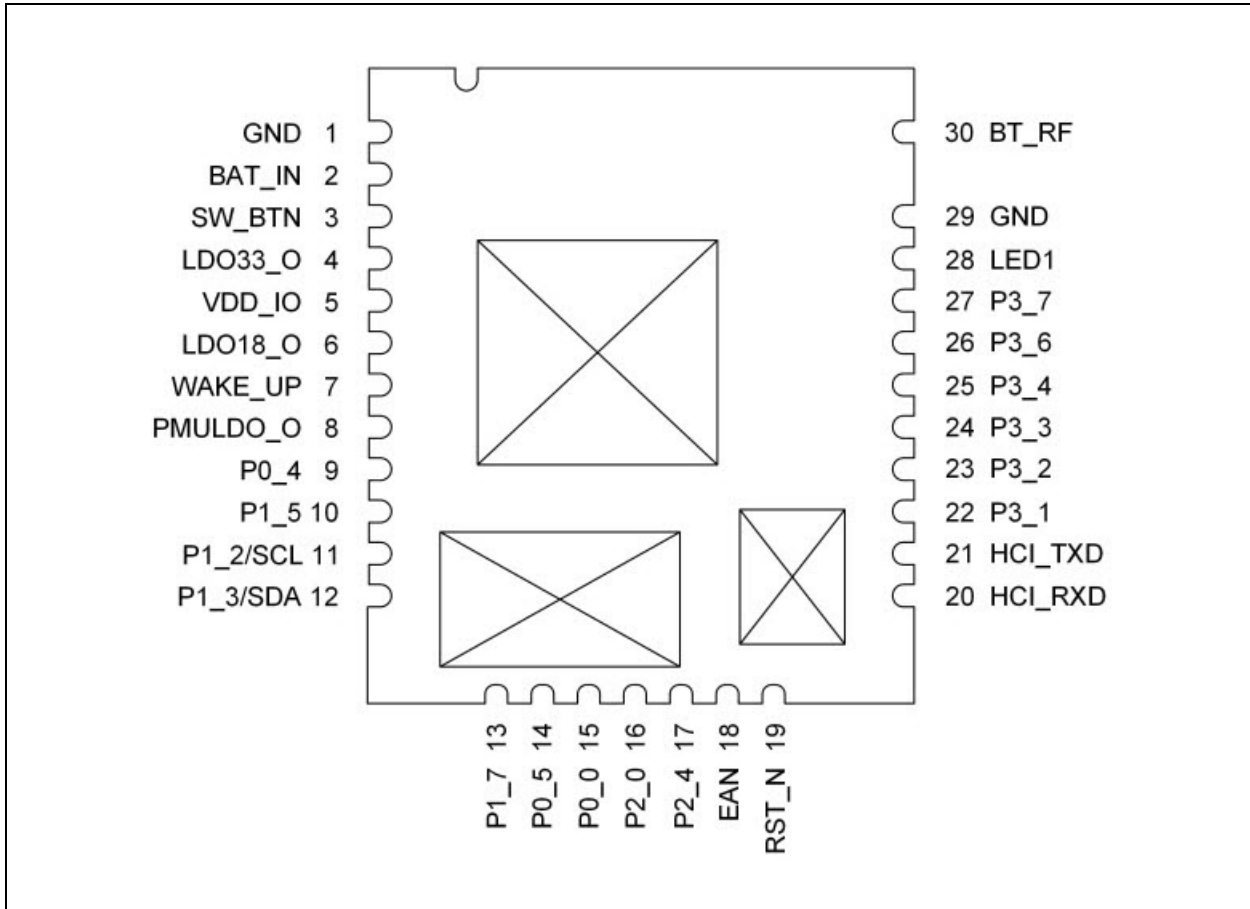 GND 1
BAT_IN 2
SW_BTN 3
LDO33_O 4
VDD_IO 5
LDO18_O 6
WAKE_UP 7
PMULDO_O 8
P0_4 9
P1_5 10
P1_2/SCL 11
P1_3/SDA 12
P1_7 13
P0_5 14
P0_0 15
P2_0 16
P2_4 17
EAN 18
RST_N 19
30 BT_RF
29 GND
28 LED1
27 P3_7
26 P3_6
25 P3_4
24 P3_3
23 P3_2
22 P3_1
21 HCI_TXD
20 HCI_RXD